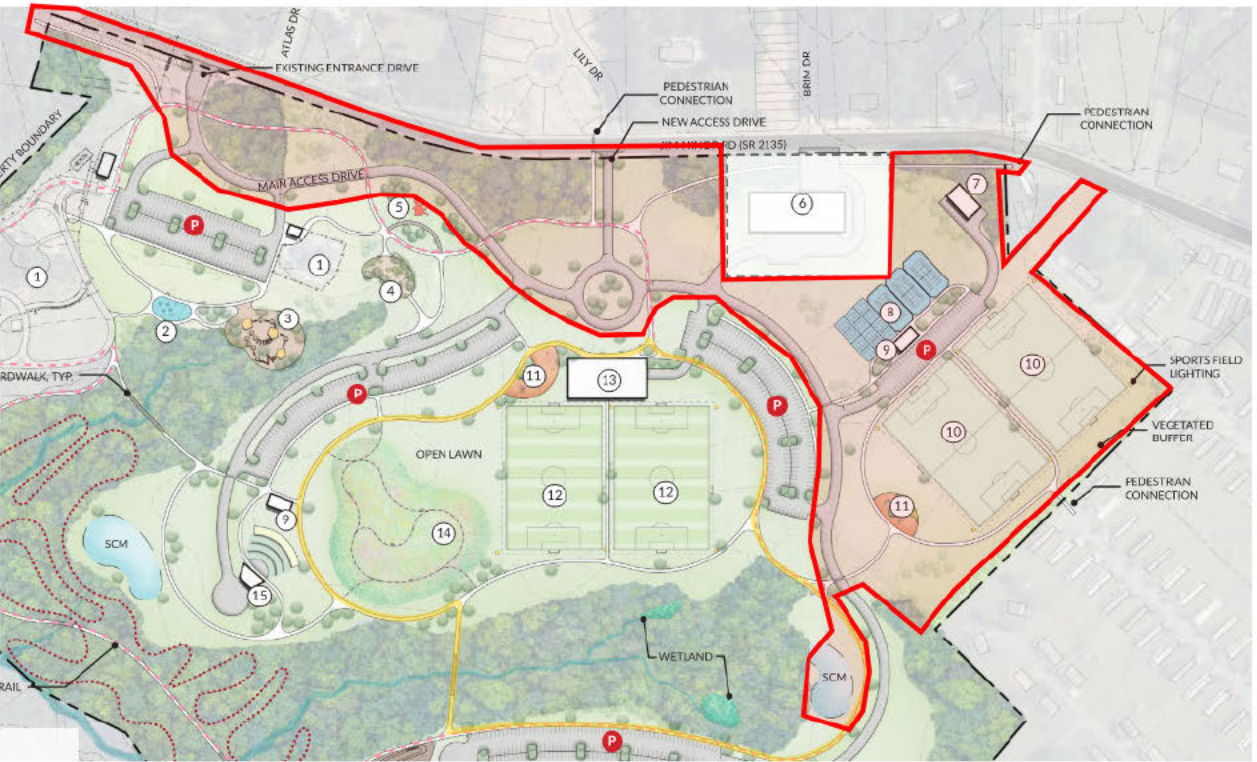 ATLAS DR
EXISTING ENTRANCE DRIVE
LILY DR
BRIM DR
PEDESTRIAN
CONNECTION
NEW ACCESS DRIVE
RD (SR 2135)
PEDESTRIAN
CONNECTION
ERTY BOUNDARY
MAIN ACCESS DRIVE
7
6
5
P
1
1
4
2
3
8
9
P
10
SPORTS FIELD
LIGHTING
RDWALK, TYP.
11
13
P
P
10
VEGETATED
BUFFER
OPEN LAWN
12
12
PEDESTRIAN
CONNECTION
9
14
11
SCM
15
WETLAND
SCM
RAIL
P